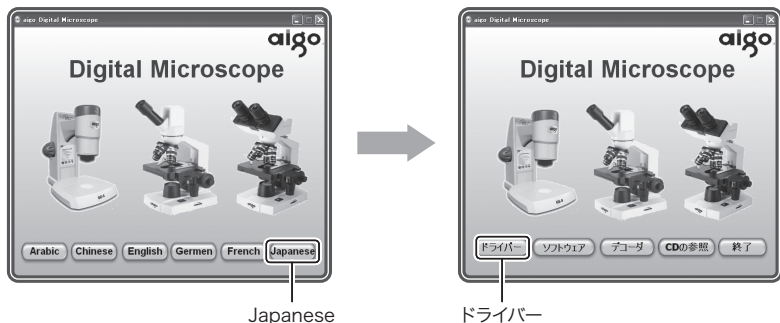 aigo Digital Microscope
aigo
Digital Microscope
Arabic Chinese English Germen French Japanese
Japanese
aigo Digital Microscope
aigo
Digital Microscope
ドライバー ソフトウェア デコーダ CDの参照 終了
ドライバー